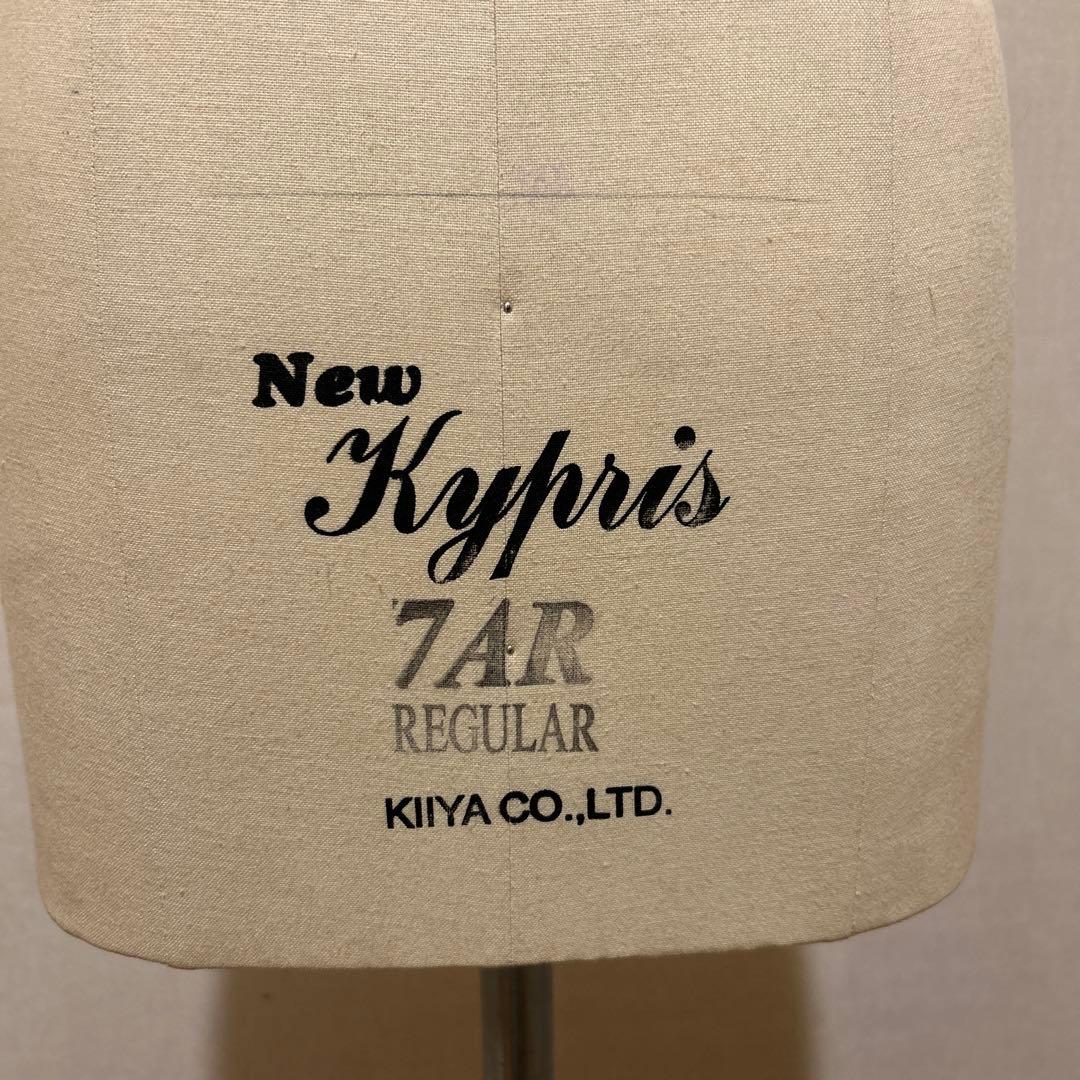 New
Kypris
7AR
REGULAR
KIIYA CO.,LTD.